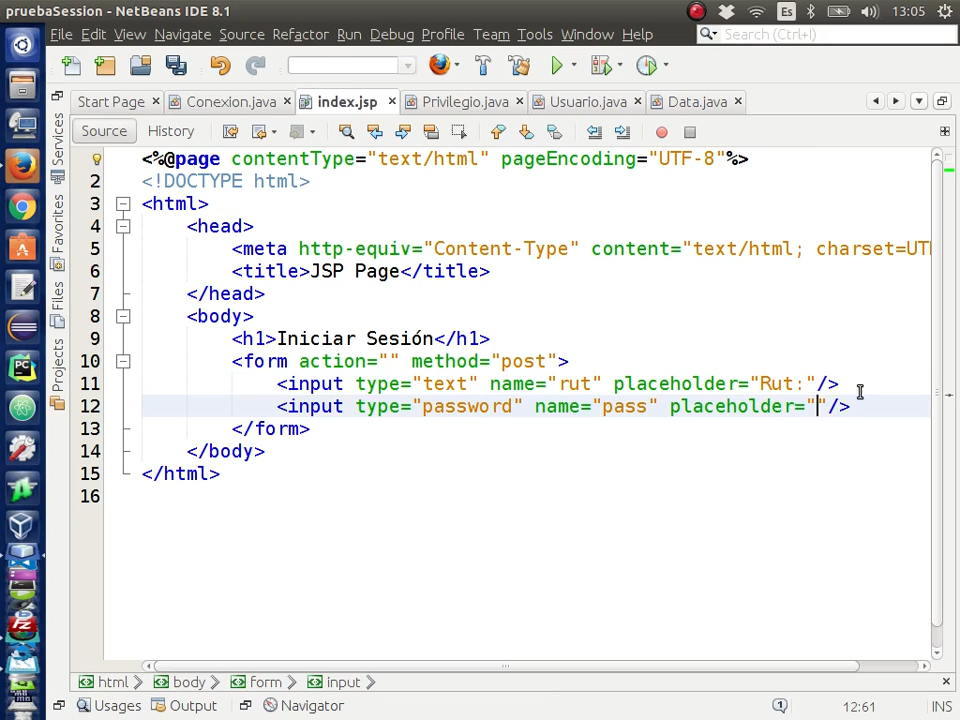 pruebaSession - NetBeans IDE 8.1
Es
13:05
File Edit View Navigate Source Refactor Run Debug Profile Team Tools Window Help
Search (Ctrl+I)
Start Page
Conexion.java
index.jsp
Privilegio.java
Usuario.java
Data.java
Source
History
Services
Favorites
Files
Projects
<%@page contentType="text/html" pageEncoding="UTF-8"%>
2 <!DOCTYPE html>
3 <html>
4 <head>
5 <meta http-equiv="Content-Type" content="text/html; charset=UTF
6 <title>JSP Page</title>
7 </head>
8 <body>
9 <h1>Iniciar Sesión</h1>
10 <form action="" method="post">
11 <input type="text" name="rut" placeholder="Rut:"/>
12 <input type="password" name="pass" placeholder=""/>
13 </form>
14 </body>
15 </html>
16
html
body
form
input
Usages
Output
Navigator
1
12:61
INS